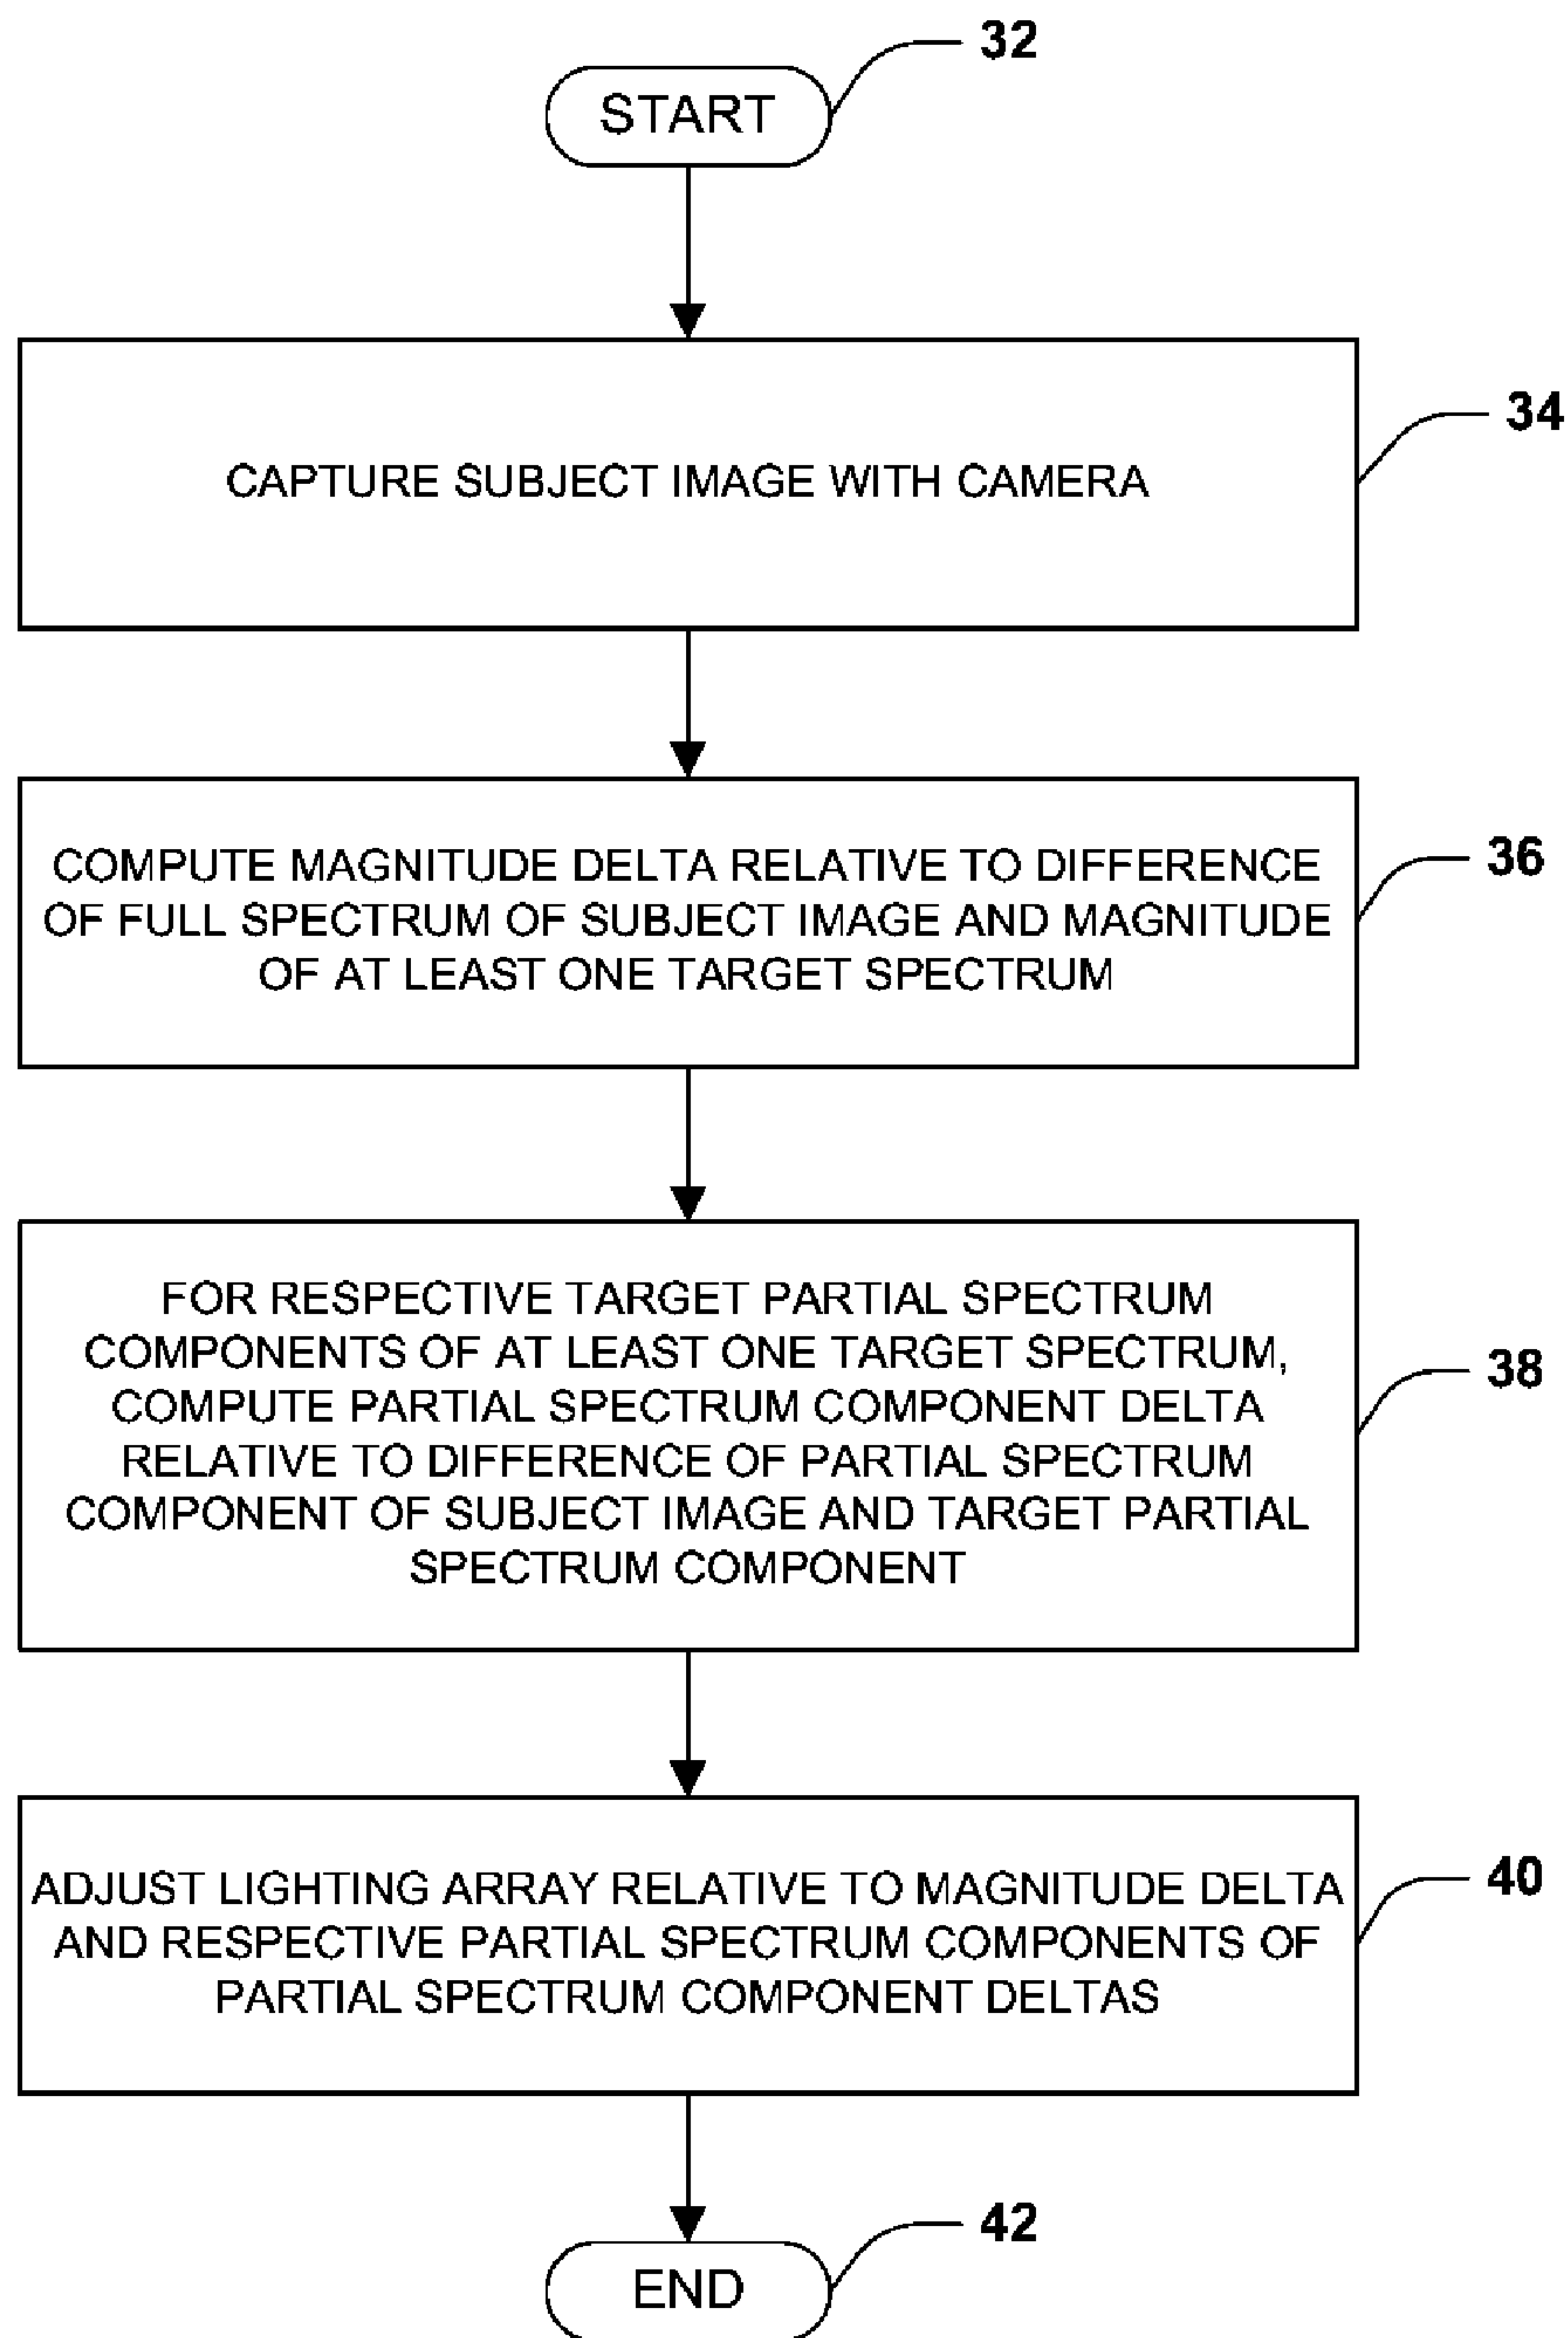 32
START
34
CAPTURE SUBJECT IMAGE WITH CAMERA
36
COMPUTE MAGNITUDE DELTA RELATIVE TO DIFFERENCE
OF FULL SPECTRUM OF SUBJECT IMAGE AND MAGNITUDE
OF AT LEAST ONE TARGET SPECTRUM
38
FOR RESPECTIVE TARGET PARTIAL SPECTRUM
COMPONENTS OF AT LEAST ONE TARGET SPECTRUM,
COMPUTE PARTIAL SPECTRUM COMPONENT DELTA
RELATIVE TO DIFFERENCE OF PARTIAL SPECTRUM
COMPONENT OF SUBJECT IMAGE AND TARGET PARTIAL
SPECTRUM COMPONENT
40
ADJUST LIGHTING ARRAY RELATIVE TO MAGNITUDE DELTA
AND RESPECTIVE PARTIAL SPECTRUM COMPONENTS OF
PARTIAL SPECTRUM COMPONENT DELTAS
42
END